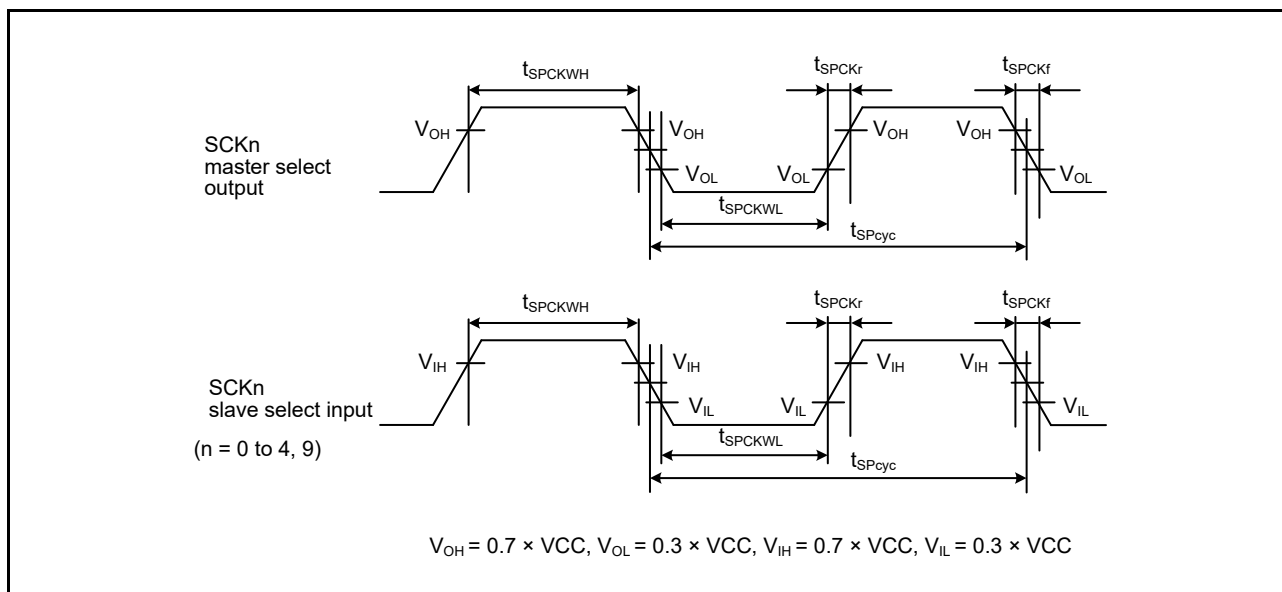 tSPCKWH
tSPCKr
tSPCKf
VOH
VOH
VOH
VOH
SCKn
master select
output
VOL
VOL
VOL
tSPCKWL
tSPcyc
tSPCKWH
tSPCKr
tSPCKf
VIH
VIH
VIH
VIH
SCKn
slave select input
(n = 0 to 4, 9)
VIL
VIL
VIL
tSPCKWL
tSPcyc
VOH = 0.7 × VCC, VOL = 0.3 × VCC, VIH = 0.7 × VCC, VIL = 0.3 × VCC